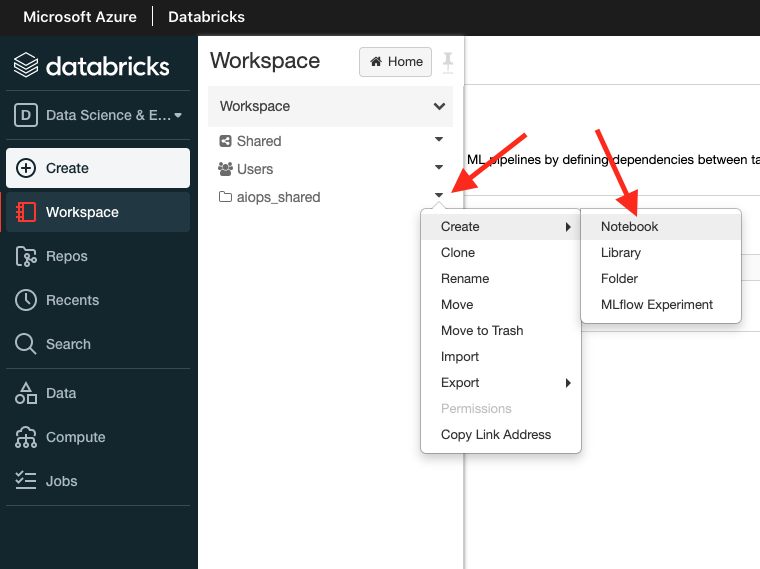 Microsoft Azure Databricks
databricks
D Data Science & E...
Create
Workspace
Repos
Recents
Search
Data
Compute
Jobs
Workspace
Home
Workspace
Shared
Users
aiops_shared
Create
Clone
Rename
Move
Move to Trash
Import
Export
Permissions
Copy Link Address
Notebook
Library
Folder
MLflow Experiment
ML pipelines by defining dependencies between